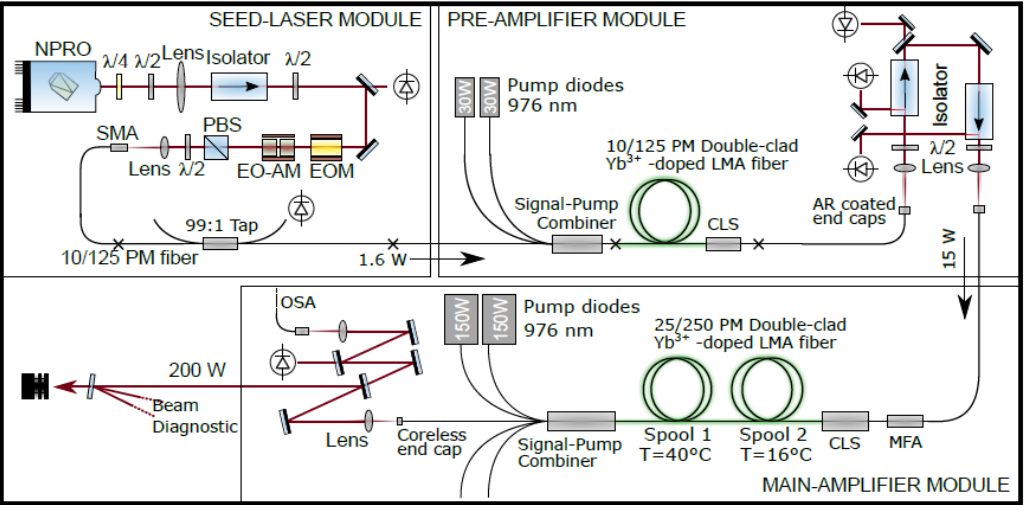 SEED-LASER MODULE
NPRO
λ/4 λ/2 Lens Isolator λ/2
SMA
PBS
Lens λ/2 EO-AM EOM
99:1 Tap
10/125 PM fiber
1.6 W
PRE-AMPLIFIER MODULE
30W 30W
Pump diodes
976 nm
10/125 PM Double-clad
Yb³⁺ -doped LMA fiber
Signal-Pump
Combiner
CLS
Isolator
λ/2
Lens
AR coated
end caps
15 W
OSA
150W 150W
Pump diodes
976 nm
25/250 PM Double-clad
Yb³⁺ -doped LMA fiber
200 W
Beam
Diagnostic
Lens
Coreless
end cap
Signal-Pump
Combiner
Spool 1
T=40°C
Spool 2
T=16°C
CLS
MFA
MAIN-AMPLIFIER MODULE